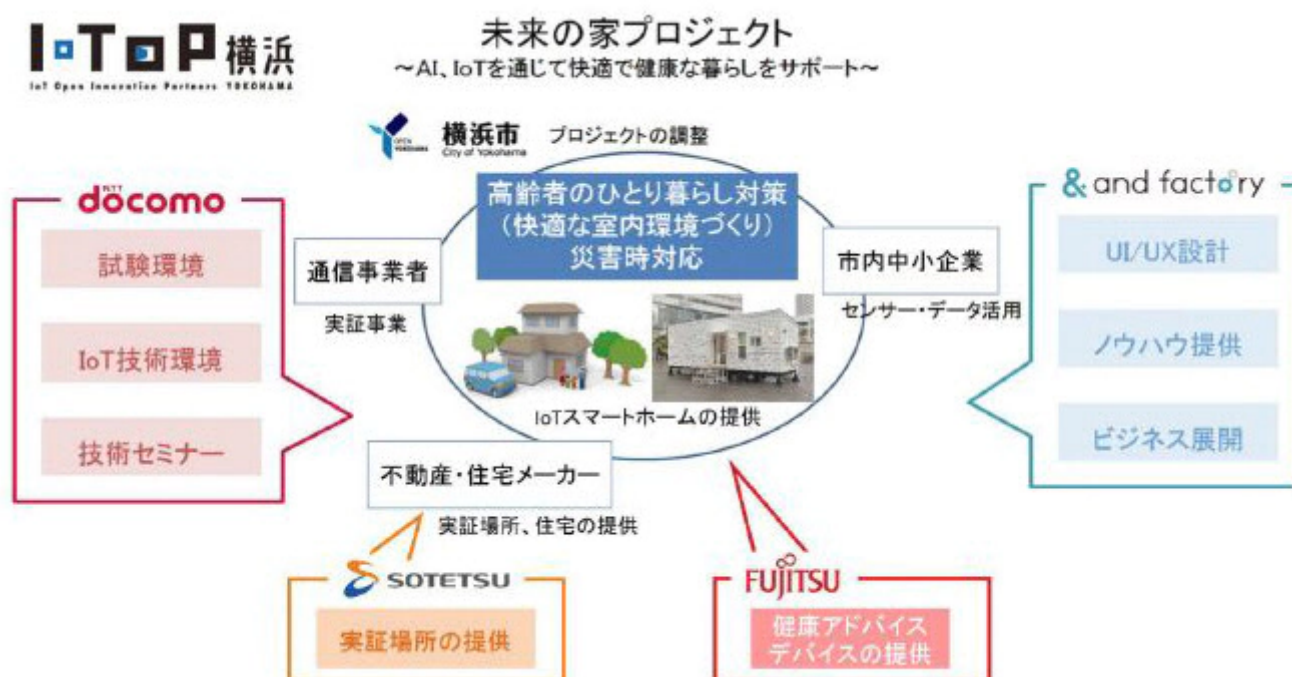 IoTOP横浜
IoT Open Innovation Partners YOKOHAMA
未来の家プロジェクト
～AI、IoTを通じて快適で健康な暮らしをサポート～
OPEN
YOKOHAMA
横浜市
City of Yokohama
プロジェクトの調整
高齢者のひとり暮らし対策
(快適な室内環境づくり)
災害時対応
NTT
docomo
試験環境
IoT技術環境
技術セミナー
通信事業者
実証事業
市内中小企業
センサー・データ活用
IoTスマートホームの提供
不動産・住宅メーカー
実証場所、住宅の提供
& and factory
UI/UX設計
ノウハウ提供
ビジネス展開
SOTETSU
実証場所の提供
FUJITSU
健康アドバイス
デバイスの提供